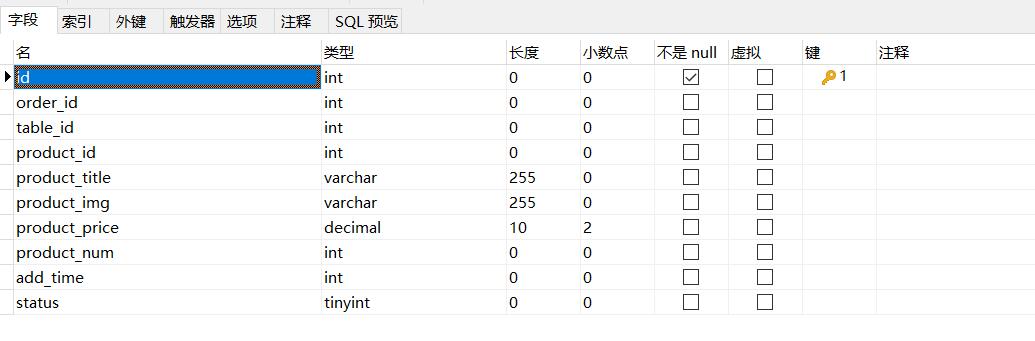 字段 索引 外键 触发器 选项 注释 SQL 预览
名 类型 长度 小数点 不是 null 虚拟 键 注释
id int 0 0 1
order_id int 0 0
table_id int 0 0
product_id int 0 0
product_title varchar 255 0
product_img varchar 255 0
product_price decimal 10 2
product_num int 0 0
add_time int 0 0
status tinyint 0 0